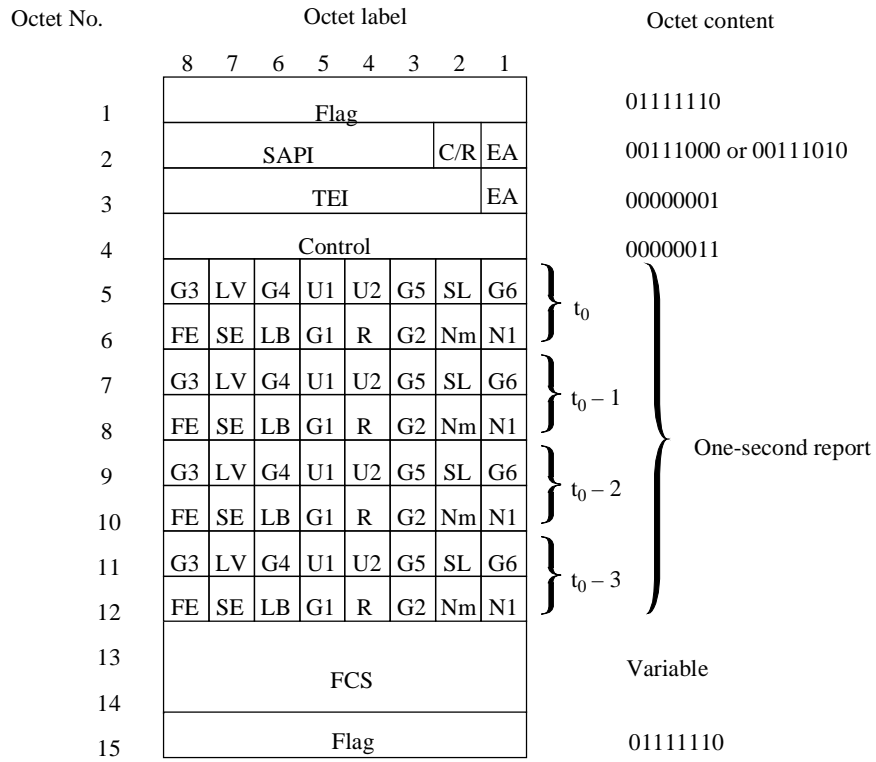 Octet No. Octet label Octet content
8 7 6 5 4 3 2 1
1 Flag 01111110
2 SAPI C/R EA 00111000 or 00111010
3 TEI EA 00000001
4 Control 00000011
5 G3 LV G4 U1 U2 G5 SL G6
t0
6 FE SE LB G1 R G2 Nm N1
7 G3 LV G4 U1 U2 G5 SL G6
t0 – 1
8 FE SE LB G1 R G2 Nm N1
One-second report
9 G3 LV G4 U1 U2 G5 SL G6
t0 – 2
10 FE SE LB G1 R G2 Nm N1
11 G3 LV G4 U1 U2 G5 SL G6
t0 – 3
12 FE SE LB G1 R G2 Nm N1
13
FCS Variable
14
15 Flag 01111110